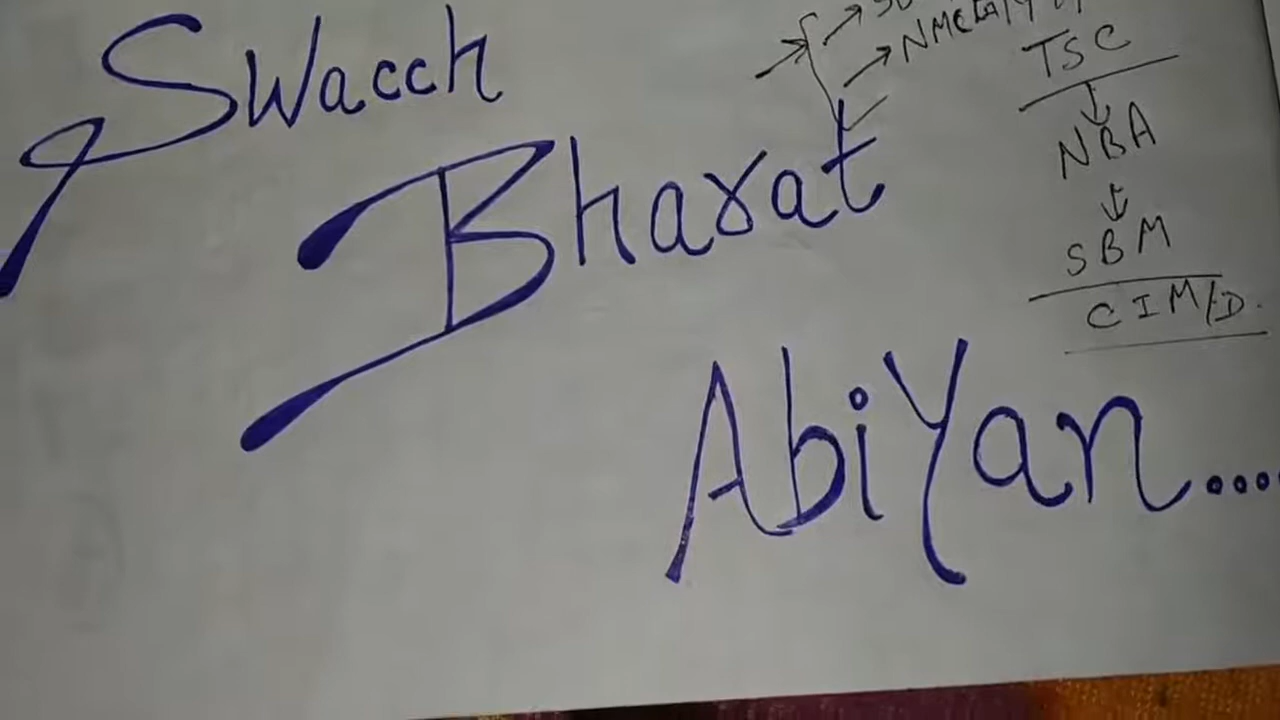 Swacch
Bharat
AbiYan....
TSC
↓
NBA
↓
SBM
CIM/D.